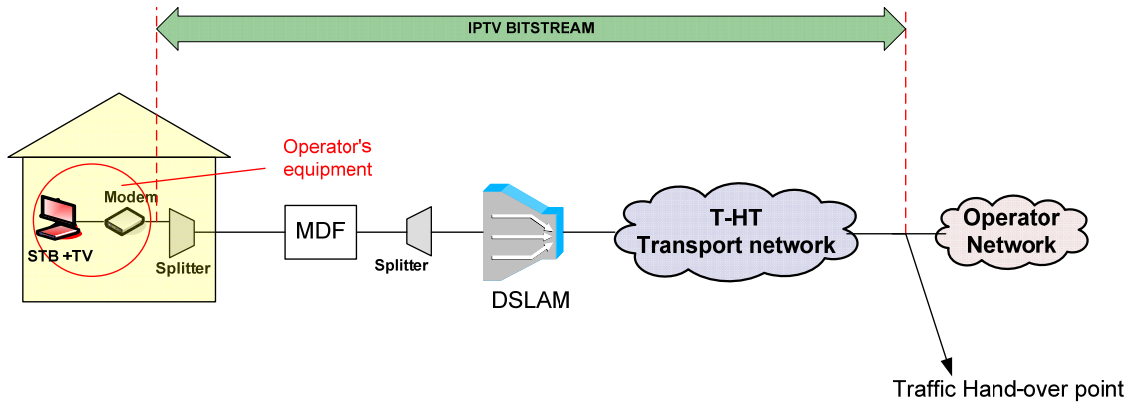 IPTV BITSTREAM
Operator's
equipment
Modem
STB +TV
Splitter
MDF
Splitter
DSLAM
T-HT
Transport network
Operator
Network
Traffic Hand-over point